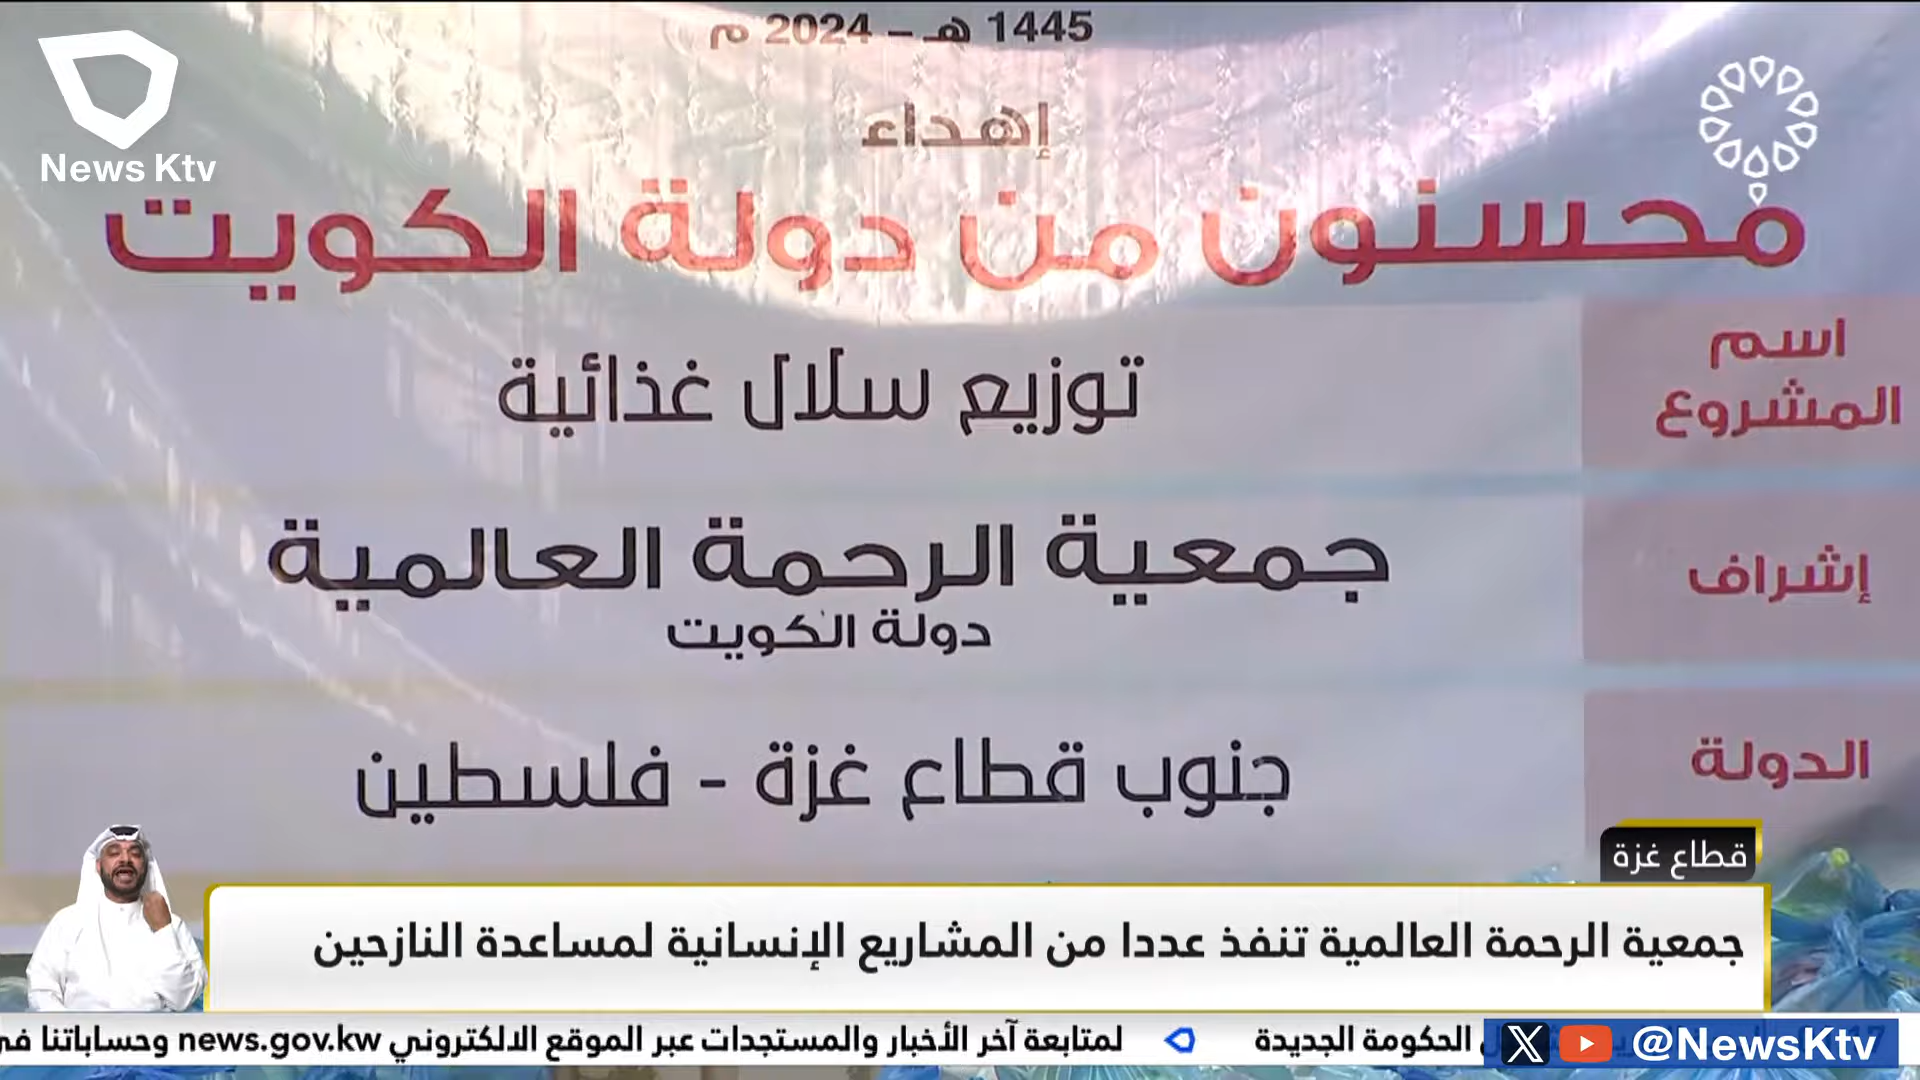 1445 هـ – 2024 م
News Ktv
إهداء
محسنون من دولة الكويت
اسم المشروع
توزيع سلال غذائية
إشراف
جمعية الرحمة العالمية
دولة الكويت
الدولة
جنوب قطاع غزة - فلسطين
قطاع غزة
جمعية الرحمة العالمية تنفذ عددا من المشاريع الإنسانية لمساعدة النازحين
الحكومة الجديدة
لمتابعة آخر الأخبار والمستجدات عبر الموقع الالكتروني news.gov.kw وحساباتنا في
@NewsKtv